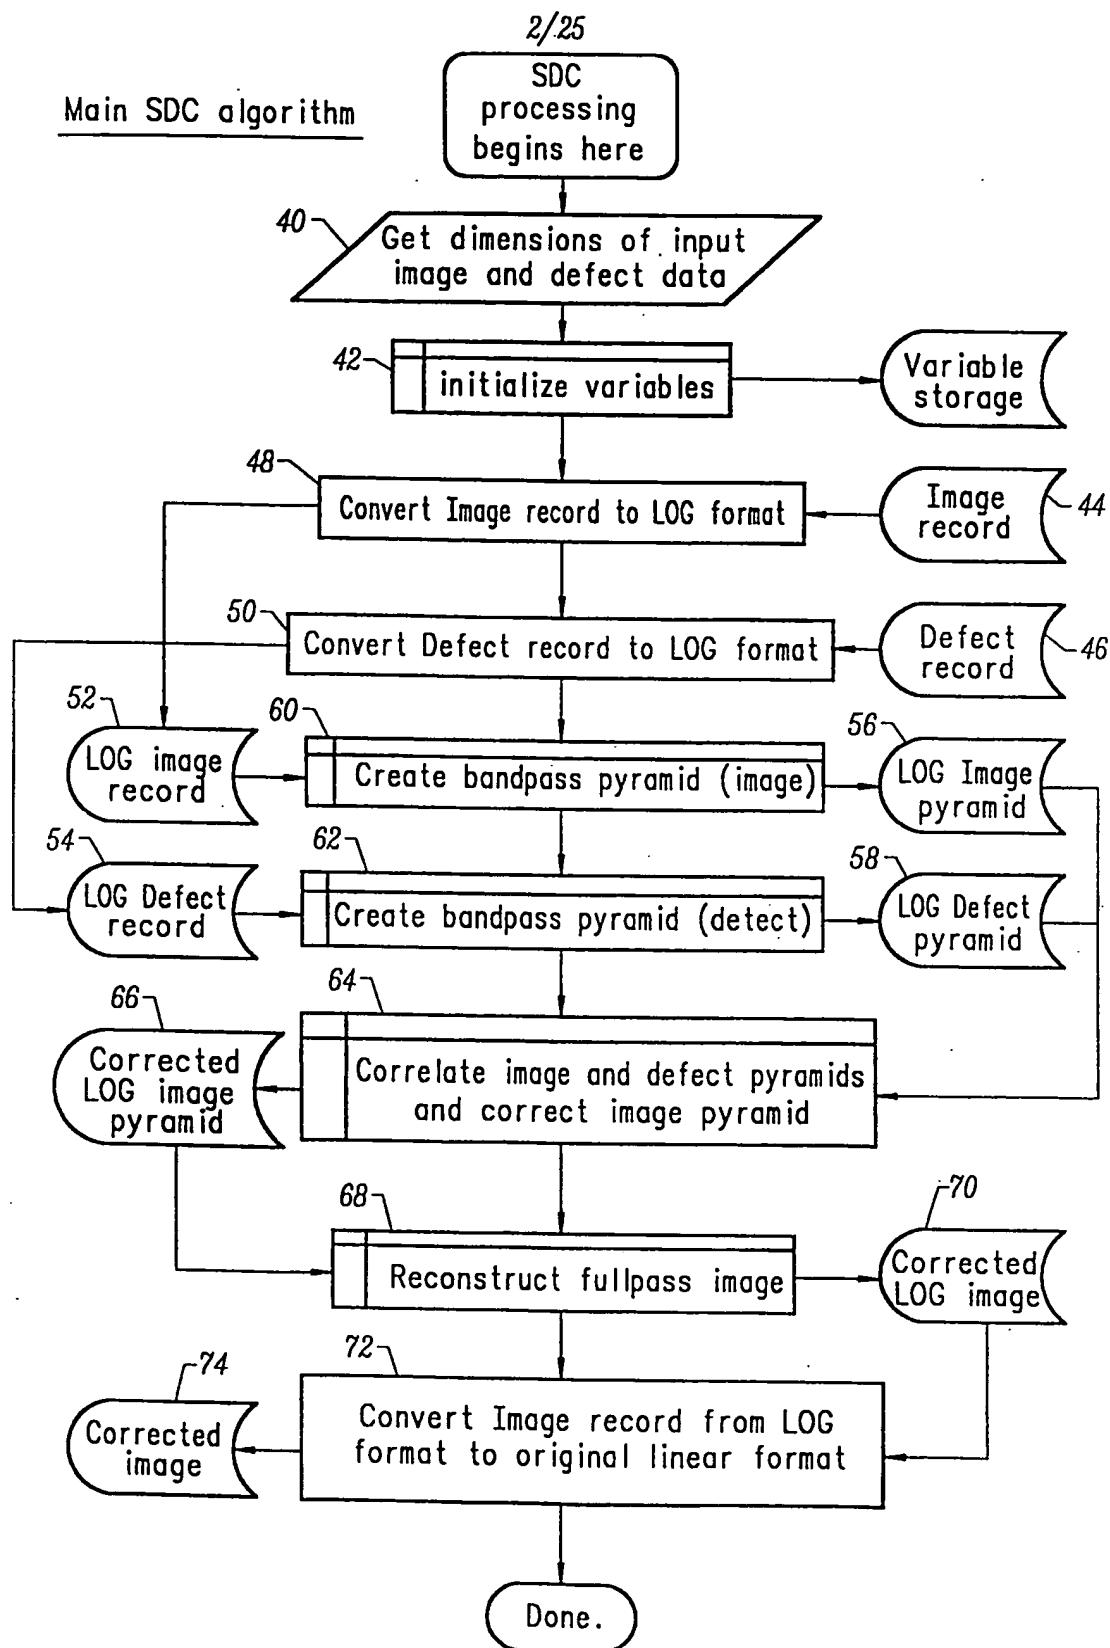 2/25
Main SDC algorithm
SDC
processing
begins here
40
Get dimensions of input
image and defect data
42
initialize variables
Variable
storage
48
Convert Image record to LOG format
Image
record
44
50
Convert Defect record to LOG format
Defect
record
46
52
LOG image
record
60
Create bandpass pyramid (image)
56
LOG Image
pyramid
54
LOG Defect
record
62
Create bandpass pyramid (detect)
58
LOG Defect
pyramid
64
Correlate image and defect pyramids
and correct image pyramid
66
Corrected
LOG image
pyramid
68
Reconstruct fullpass image
70
Corrected
LOG image
72
Convert Image record from LOG
format to original linear format
74
Corrected
image
Done.